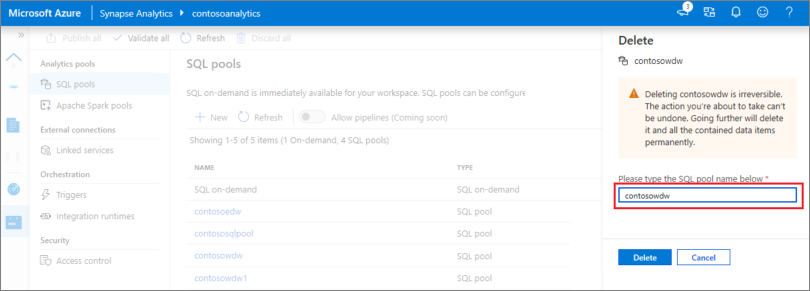 Microsoft Azure
Synapse Analytics
contosoanalytics
3
Publish all
Validate all
Refresh
Discard all
Analytics pools
SQL pools
Apache Spark pools
External connections
Linked services
Orchestration
Triggers
Integration runtimes
Security
Access control
SQL pools
SQL on-demand is immediately available for your workspace. SQL pools can be configure
New
Refresh
Allow pipelines (Coming soon)
Showing 1-5 of 5 items (1 On-demand, 4 SQL pools)
NAME TYPE
SQL on-demand SQL on-demand
contosoedw SQL pool
contososqlpool SQL pool
contosowdw SQL pool
contosowdw1 SQL pool
Delete
contosowdw
Deleting contosowdw is irreversible.
The action you're about to take can't
be undone. Going further will delete
it and all the contained data items
permanently.
Please type the SQL pool name below *
contosowdw
Delete
Cancel